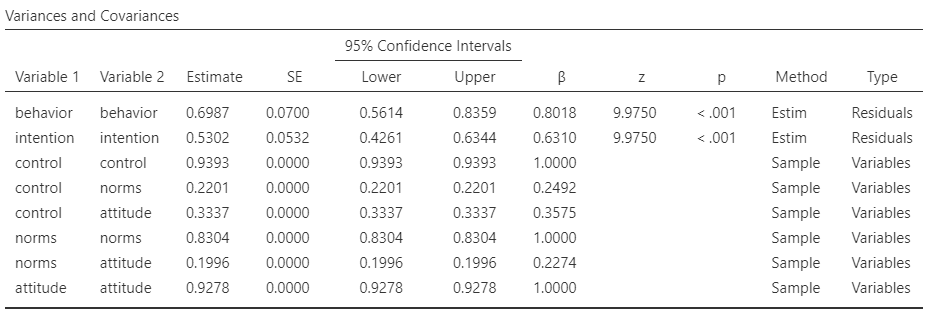 Variances and Covariances
95% Confidence Intervals
Variable 1 Variable 2 Estimate SE Lower Upper β z p Method Type
behavior behavior 0.6987 0.0700 0.5614 0.8359 0.8018 9.9750 < .001 Estim Residuals
intention intention 0.5302 0.0532 0.4261 0.6344 0.6310 9.9750 < .001 Estim Residuals
control control 0.9393 0.0000 0.9393 0.9393 1.0000 Sample Variables
control norms 0.2201 0.0000 0.2201 0.2201 0.2492 Sample Variables
control attitude 0.3337 0.0000 0.3337 0.3337 0.3575 Sample Variables
norms norms 0.8304 0.0000 0.8304 0.8304 1.0000 Sample Variables
norms attitude 0.1996 0.0000 0.1996 0.1996 0.2274 Sample Variables
attitude attitude 0.9278 0.0000 0.9278 0.9278 1.0000 Sample Variables